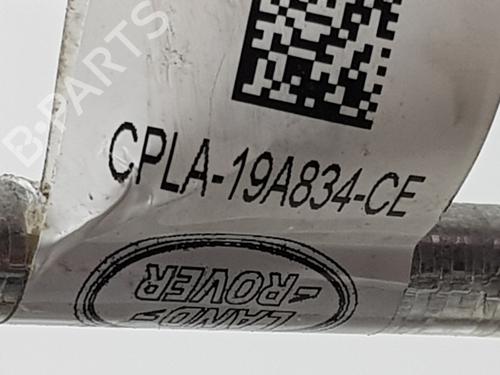 B-PARTS
CPLA-19A834-CE
LAND-
-ROVER